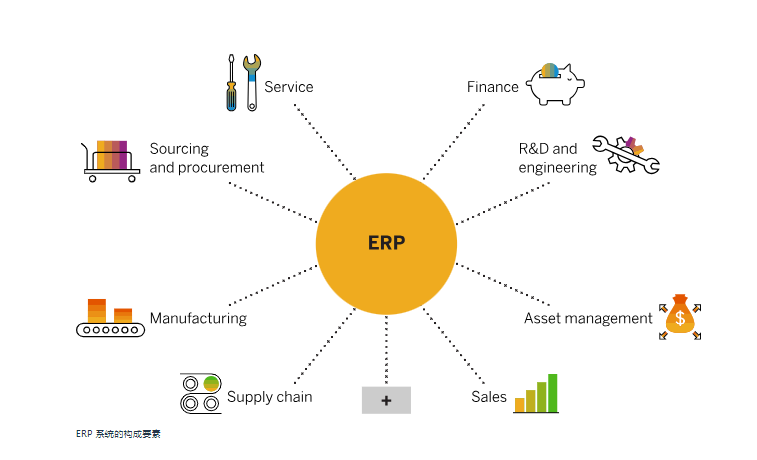 Service
Finance
Sourcing
and procurement
R&D and
engineering
ERP
Manufacturing
Asset management
$
Supply chain
+
Sales
ERP 系统的构成要素